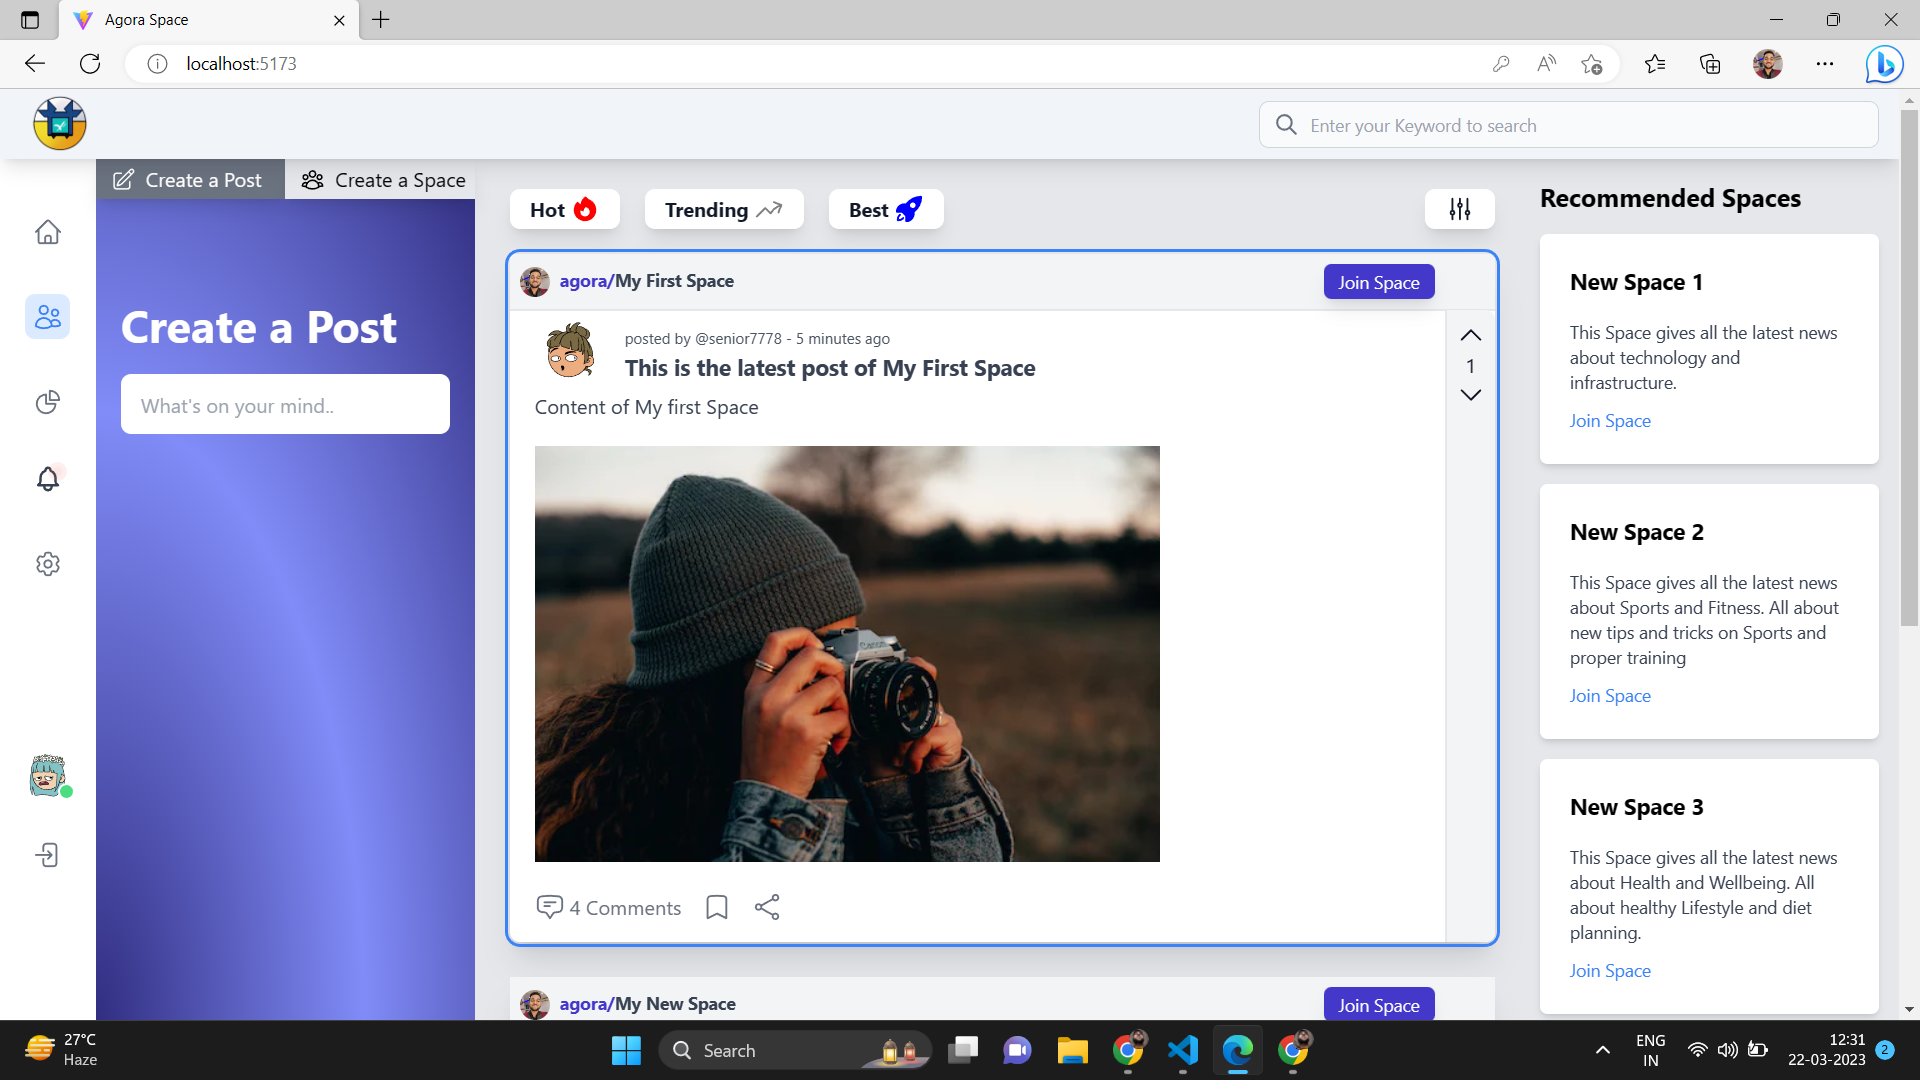 Agora Space
localhost:5173
Enter your Keyword to search
Create a Post
Create a Space
Create a Post
What's on your mind..
Hot
Trending
Best
agora/My First Space
Join Space
posted by @senior7778 - 5 minutes ago
This is the latest post of My First Space
Content of My first Space
1
Canon
4 Comments
agora/My New Space
Join Space
Recommended Spaces
New Space 1
This Space gives all the latest news
about technology and
infrastructure.
Join Space
New Space 2
This Space gives all the latest news
about Sports and Fitness. All about
new tips and tricks on Sports and
proper training
Join Space
New Space 3
This Space gives all the latest news
about Health and Wellbeing. All
about healthy Lifestyle and diet
planning.
Join Space
27°C
Haze
Search
ENG
IN
12:31
22-03-2023
2